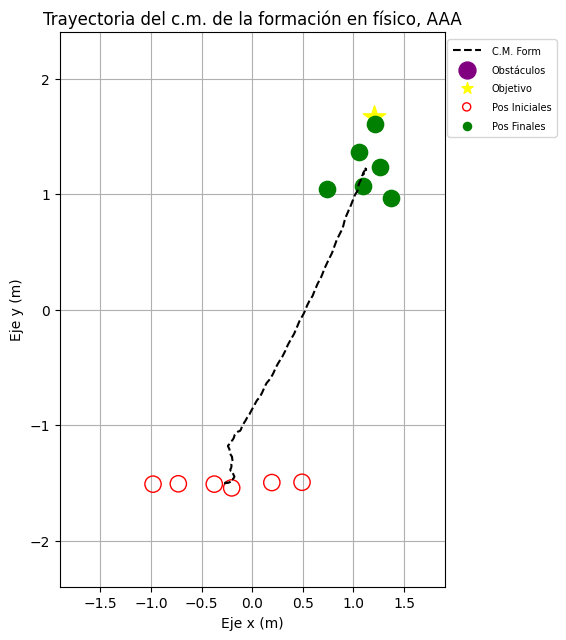 Trayectoria del c.m. de la formación en físico, AAA
C.M. Form
Obstáculos
Objetivo
Pos Iniciales
Pos Finales
2
1
0
−1
−2
Eje y (m)
−1.5 −1.0 −0.5 0.0 0.5 1.0 1.5
Eje x (m)